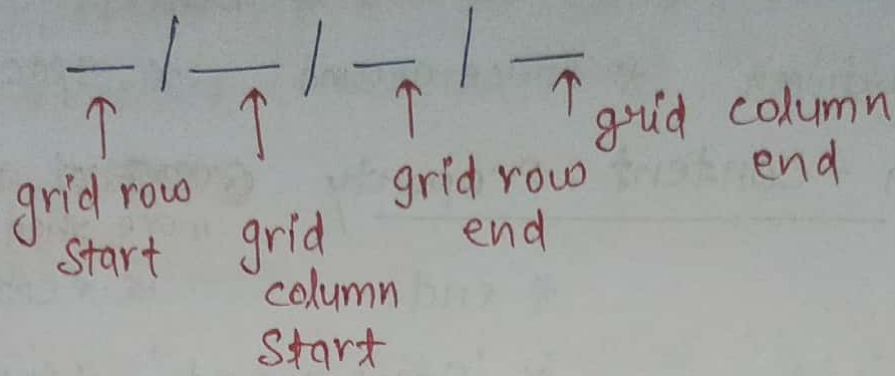 — / — / — / —
grid row
start
grid
column
start
grid row
end
grid column
end